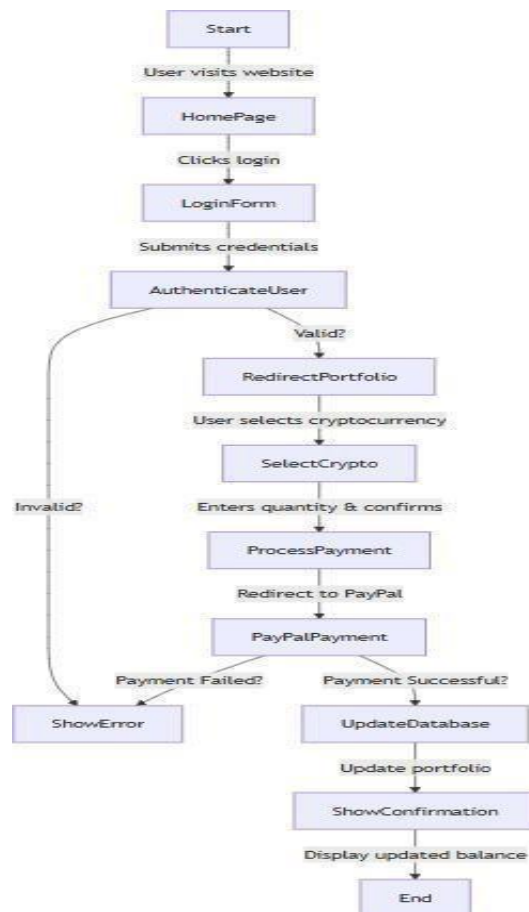 Start
User visits website
HomePage
Clicks login
LoginForm
Submits credentials
AuthenticateUser
Valid?
RedirectPortfolio
User selects cryptocurrency
SelectCrypto
Invalid?
Enters quantity & confirms
ProcessPayment
Redirect to PayPal
PayPalPayment
Payment Failed?
Payment Successful?
ShowError
UpdateDatabase
Update portfolio
ShowConfirmation
Display updated balance
End